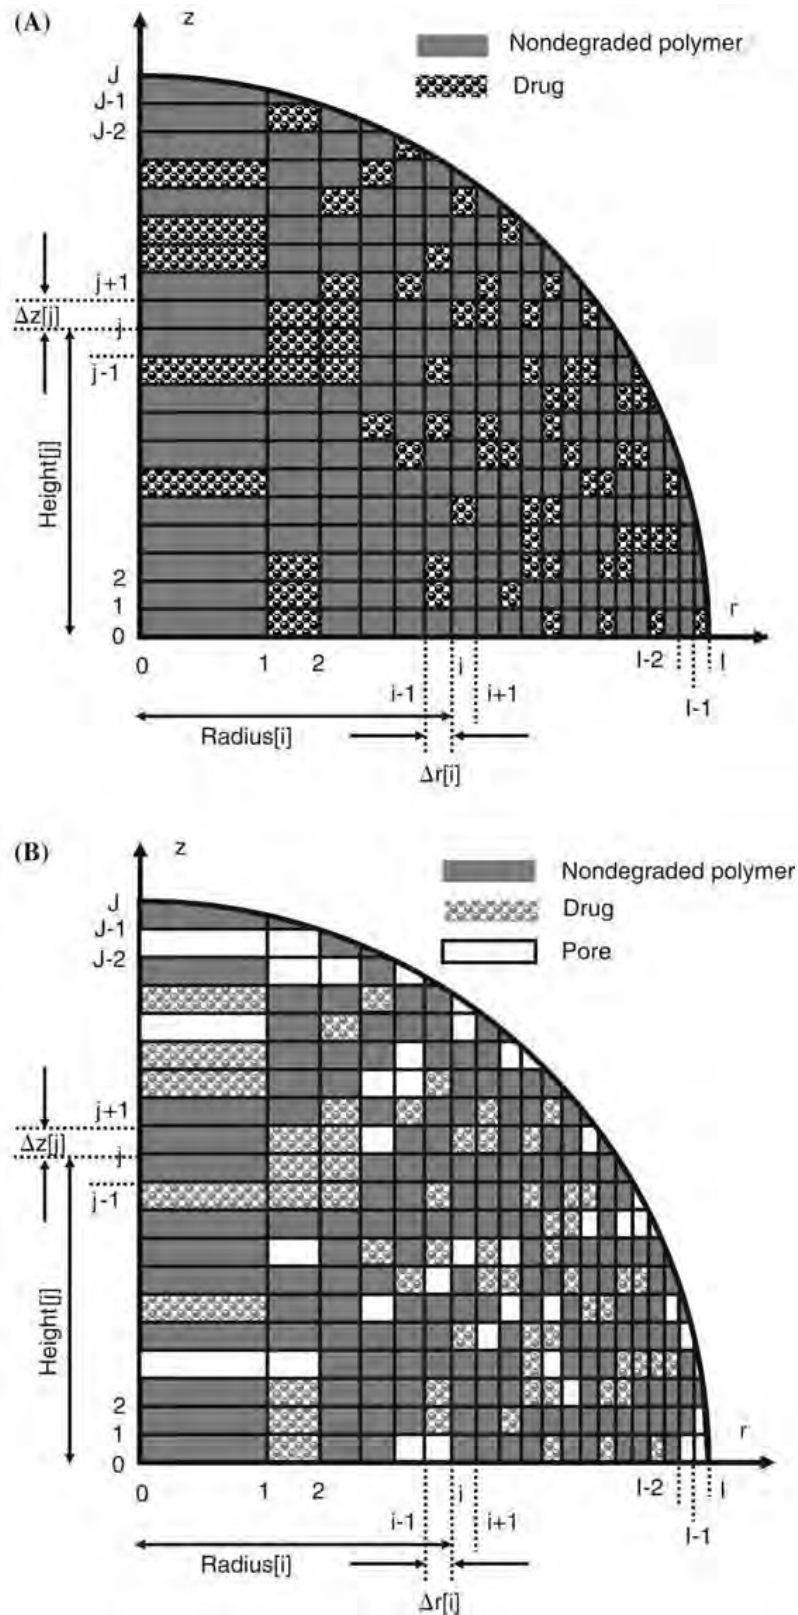 (A)
z
Nondegraded polymer
Drug
J
J-1
J-2
j+1
Δz[j]
j
j-1
Height[j]
2
1
0
r
0
1
2
i
I-2
I
i-1
i+1
I-1
Radius[i]
Δr[i]
(B)
z
Nondegraded polymer
Drug
Pore
J
J-1
J-2
j+1
Δz[j]
j
j-1
Height[j]
2
1
0
r
0
1
2
i
I-2
I
i-1
i+1
I-1
Radius[i]
Δr[i]